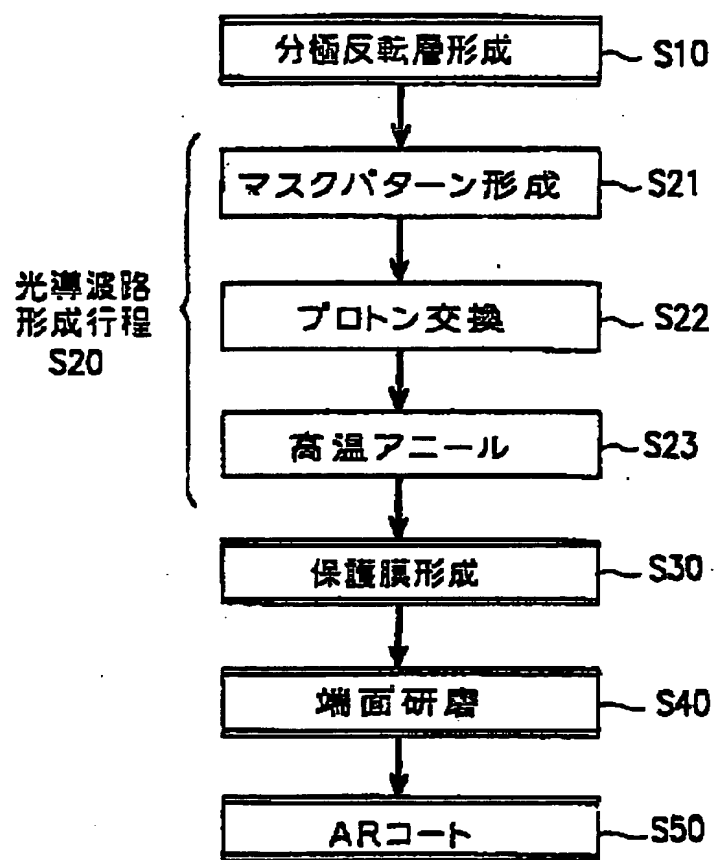 分極反転層形成
S10
マスクパターン形成
S21
光導波路
形成行程
S20
プロトン交換
S22
高温アニール
S23
保護膜形成
S30
端面研磨
S40
ARコート
S50